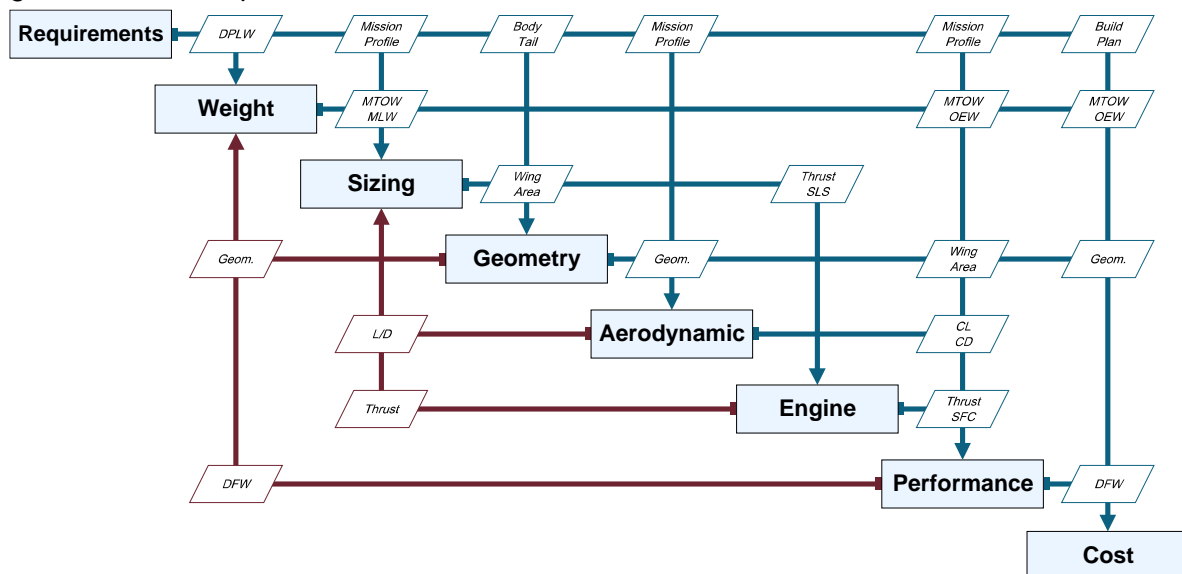 Requirements
DPLW
Mission
Profile
Body
Tail
Mission
Profile
Mission
Profile
Build
Plan
Weight
MTOW
MLW
MTOW
OEW
MTOW
OEW
Sizing
Wing
Area
Thrust
SLS
Geom.
Geometry
Geom.
Wing
Area
Geom.
L/D
Aerodynamic
CL
CD
Thrust
Engine
Thrust
SFC
DFW
Performance
DFW
Cost